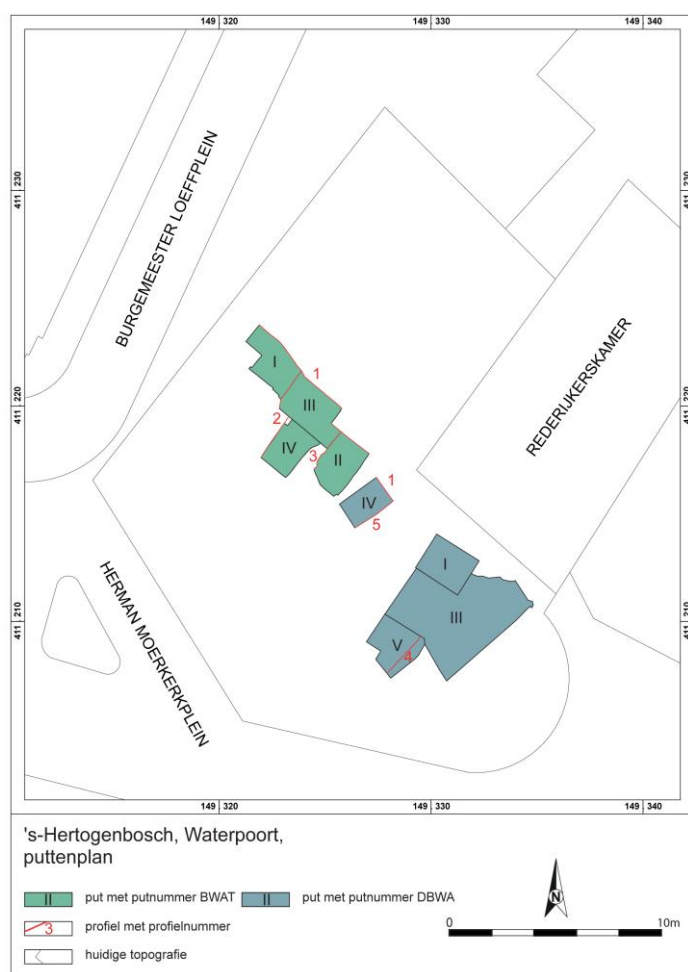 149 320
149 330
149 340
411 230
411 230
BURGEMEESTER LOEFFPLEIN
REDERIJKERSKAMER
I
1
III
411 220
411 220
2
IV
3
II
1
IV
5
I
411 210
411 210
III
V
4
HERMAN MOERKERKPLEIN
149 320
149 330
149 340
's-Hertogenbosch, Waterpoort,
puttenplan
II put met putnummer BWAT
II put met putnummer DBWA
3 profiel met profielnummer
huidige topografie
N
0
10m